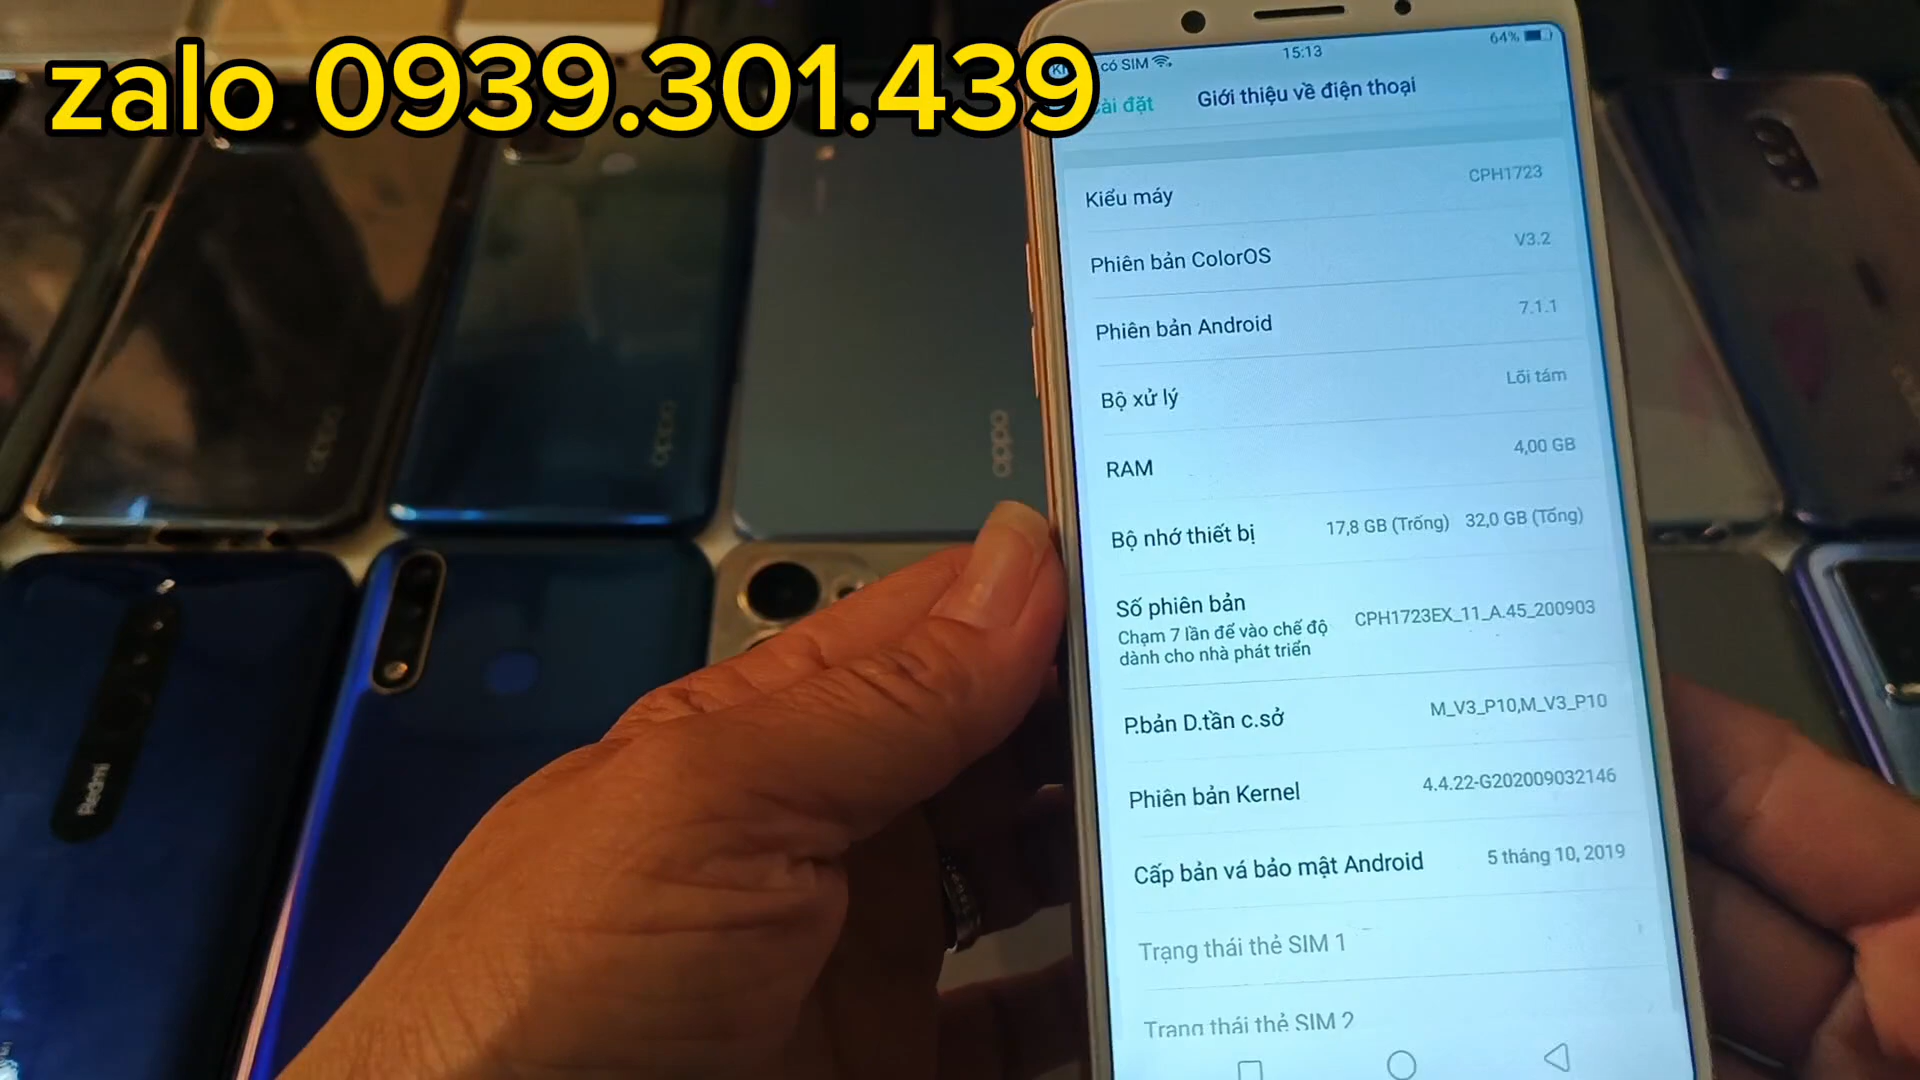 zalo 0939.301.439
có SIM
15:13
64%
Cài đặt
Giới thiệu về điện thoại
Kiểu máy
CPH1723
Phiên bản ColorOS
V3.2
Phiên bản Android
7.1.1
Bộ xử lý
Lõi tám
RAM
4,00 GB
Bộ nhớ thiết bị
17,8 GB (Trống) 32,0 GB (Tổng)
Số phiên bản
Chạm 7 lần để vào chế độ
dành cho nhà phát triển
CPH1723EX_11_A.45_200903
P.bản D.tần c.sở
M_V3_P10,M_V3_P10
Phiên bản Kernel
4.4.22-G202009032146
Cấp bản vá bảo mật Android
5 tháng 10, 2019
Trạng thái thẻ SIM 1
Trạng thái thẻ SIM 2
oppo
oppo
oppo
Redmi